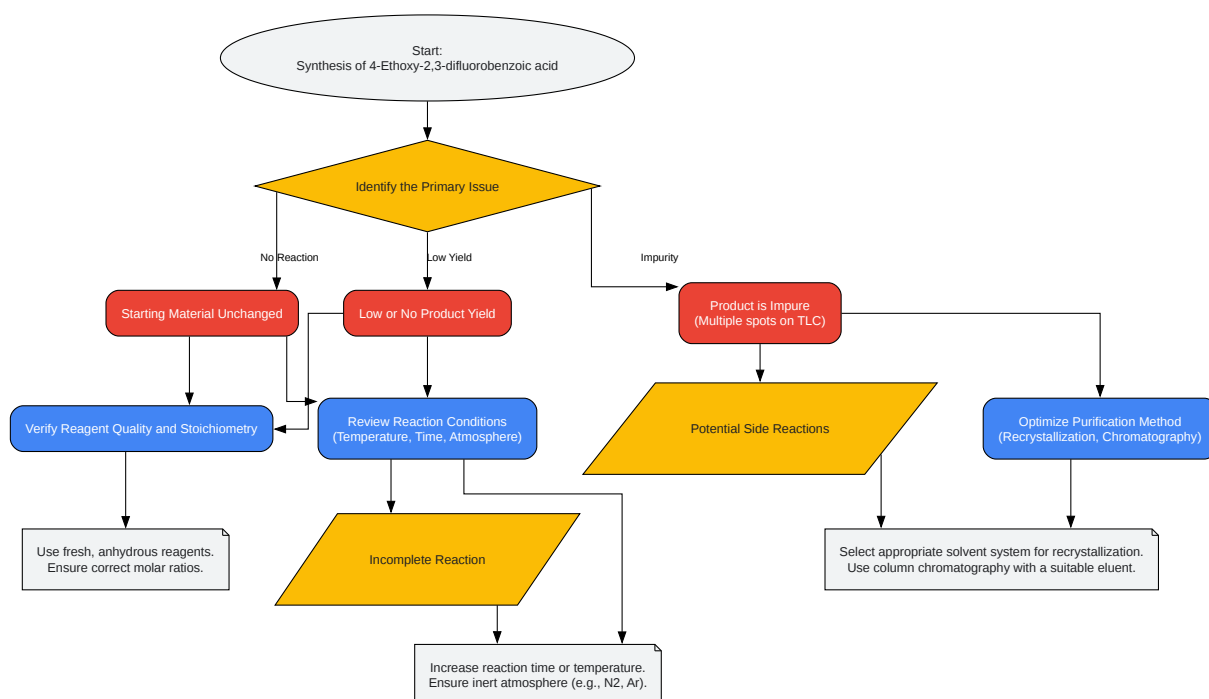 Start:
Synthesis of 4-Ethoxy-2,3-difluorobenzoic acid
Identify the Primary Issue
No Reaction
Low Yield
Impurity
Starting Material Unchanged
Low or No Product Yield
Product is Impure
(Multiple spots on TLC)
Verify Reagent Quality and Stoichiometry
Review Reaction Conditions
(Temperature, Time, Atmosphere)
Potential Side Reactions
Optimize Purification Method
(Recrystallization, Chromatography)
Use fresh, anhydrous reagents.
Ensure correct molar ratios.
Incomplete Reaction
Select appropriate solvent system for recrystallization.
Use column chromatography with a suitable eluent.
Increase reaction time or temperature.
Ensure inert atmosphere (e.g., N2, Ar).